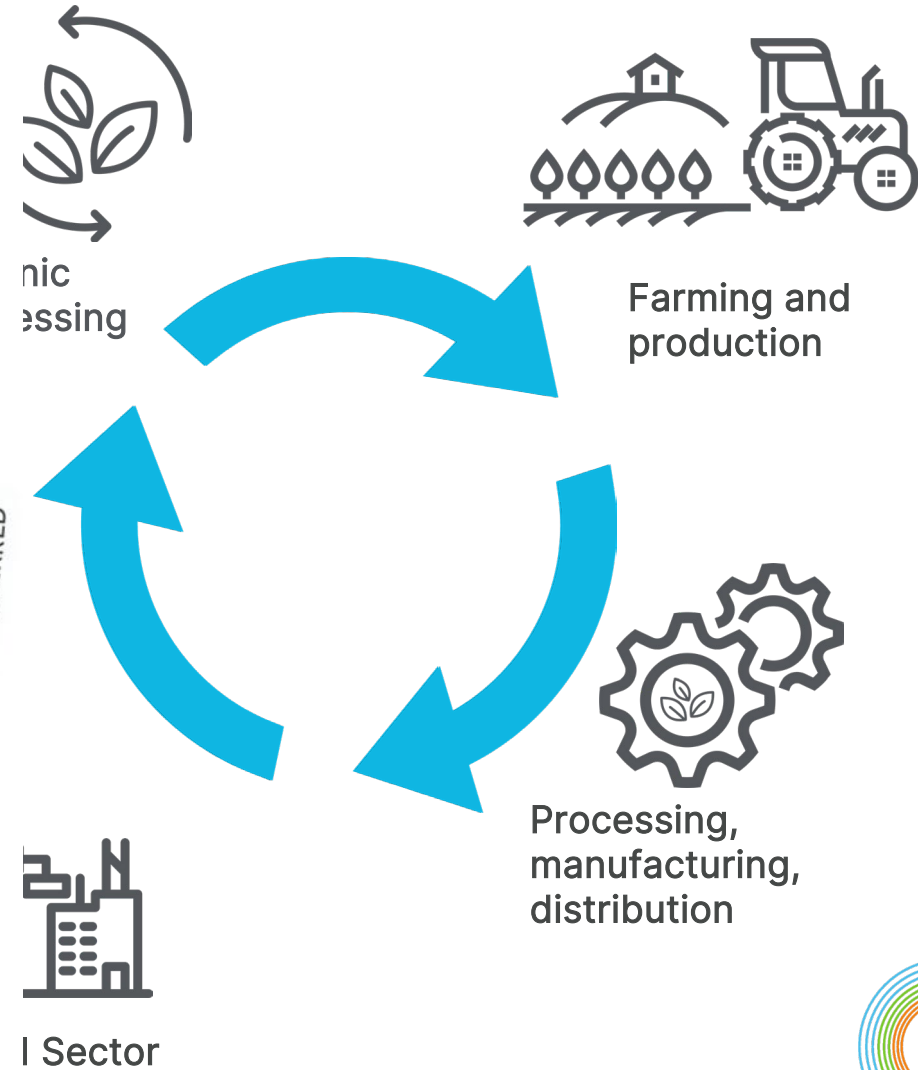 nic
essing
Farming and
production
Processing,
manufacturing,
distribution
l Sector